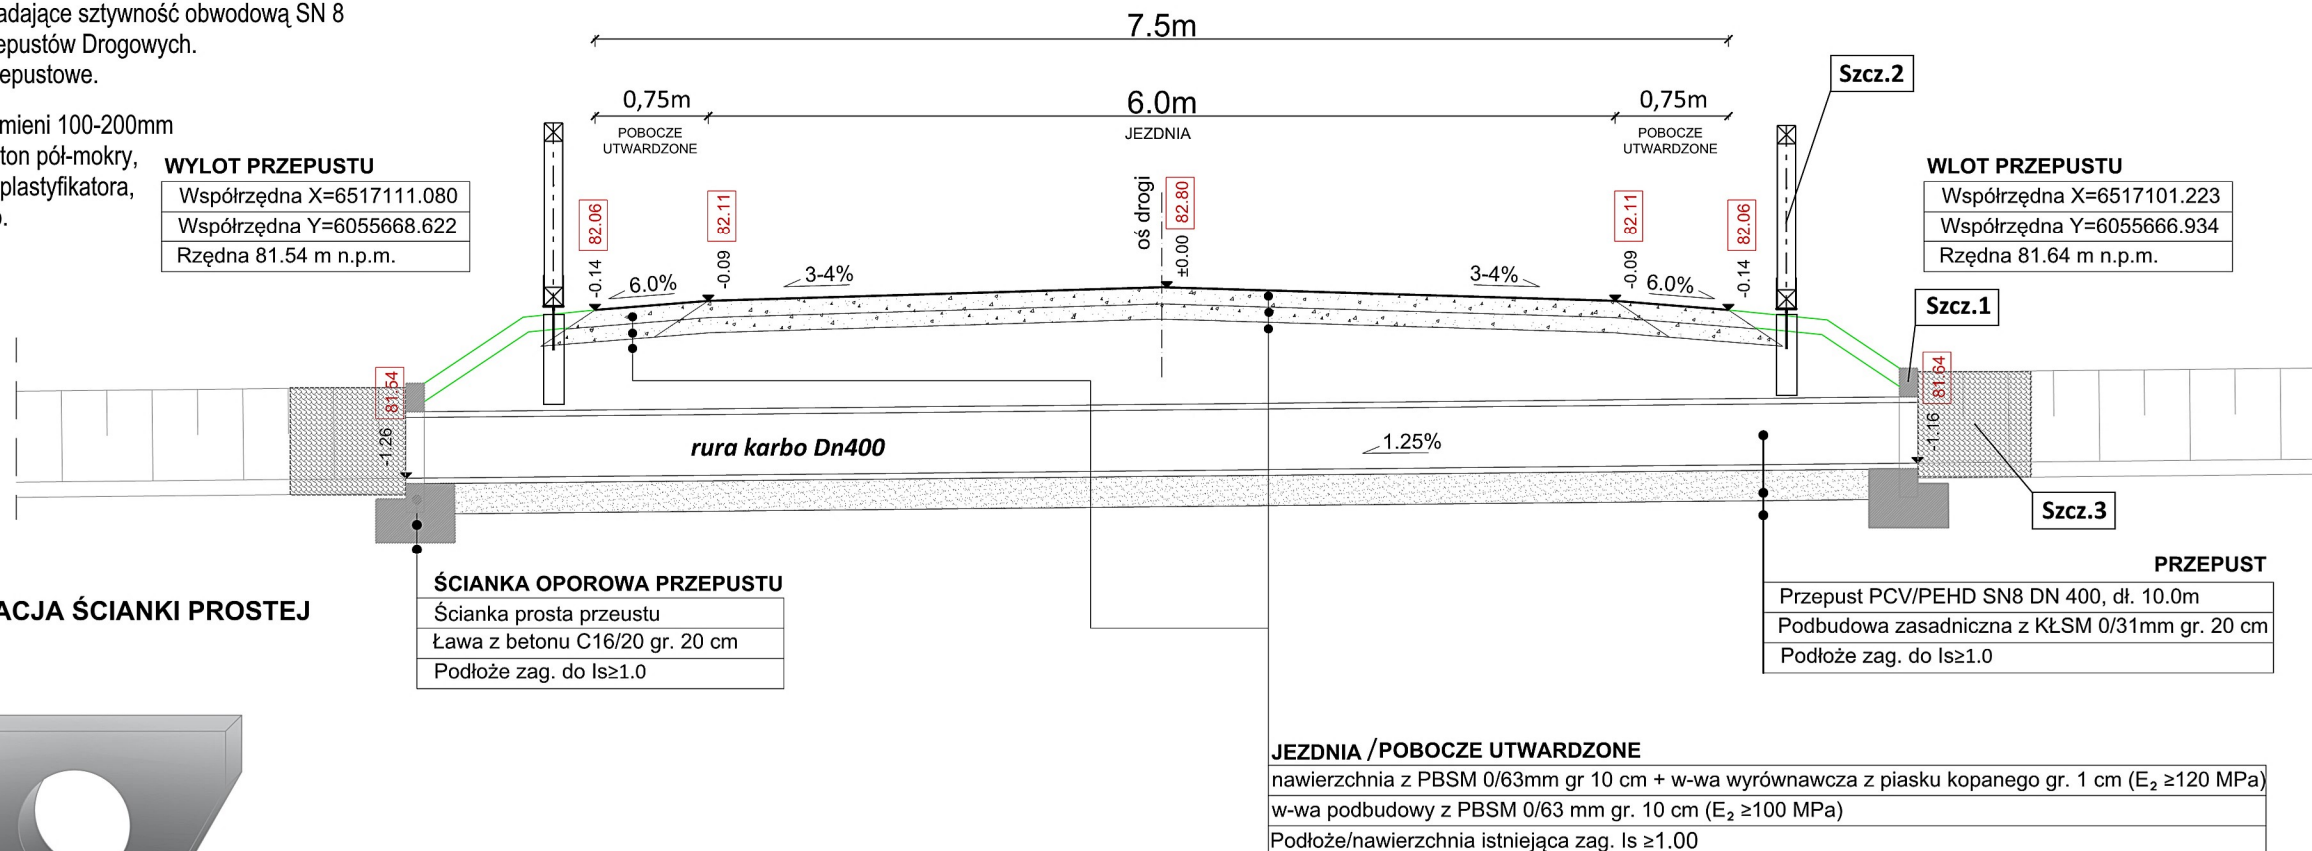 adające sztywność obwodową SN 8
epustów Drogowych.
epustowe.
mieni 100-200mm
ton pół-mokry,
plastyfikatora,
WYLOT PRZEPUSTU
Współrzędna X=6517111.080
Współrzędna Y=6055668.622
Rzędna 81.54 m n.p.m.
7.5m
0,75m
6.0m
0,75m
POBOCZE
UTWARDZONE
JEZDNIA
POBOCZE
UTWARDZONE
Szcz.2
WLOT PRZEPUSTU
Współrzędna X=6517101.223
Współrzędna Y=6055666.934
Rzędna 81.64 m n.p.m.
-0.14 82.06
-0.09 82.11
oś drogi
±0.00 82.80
-0.09 82.11
-0.14 82.06
6.0%
3-4%
3-4%
6.0%
Szcz.1
-1.26 81.54
-1.16 81.64
rura karbo Dn400
1.25%
Szcz.3
ŚCIANKA OPOROWA PRZEPUSTU
Ścianka prosta przeustu
Ława z betonu C16/20 gr. 20 cm
Podłoże zag. do Is≥1.0
PRZEPUST
Przepust PCV/PEHD SN8 DN 400, dł. 10.0m
Podbudowa zasadnicza z KŁSM 0/31mm gr. 20 cm
Podłoże zag. do Is≥1.0
ACJA ŚCIANKI PROSTEJ
JEZDNIA /POBOCZE UTWARDZONE
nawierzchnia z PBSM 0/63mm gr 10 cm + w-wa wyrównawcza z piasku kopanego gr. 1 cm (E₂ ≥120 MPa)
w-wa podbudowy z PBSM 0/63 mm gr. 10 cm (E₂ ≥100 MPa)
Podłoże/nawierzchnia istniejąca zag. Is ≥1.00